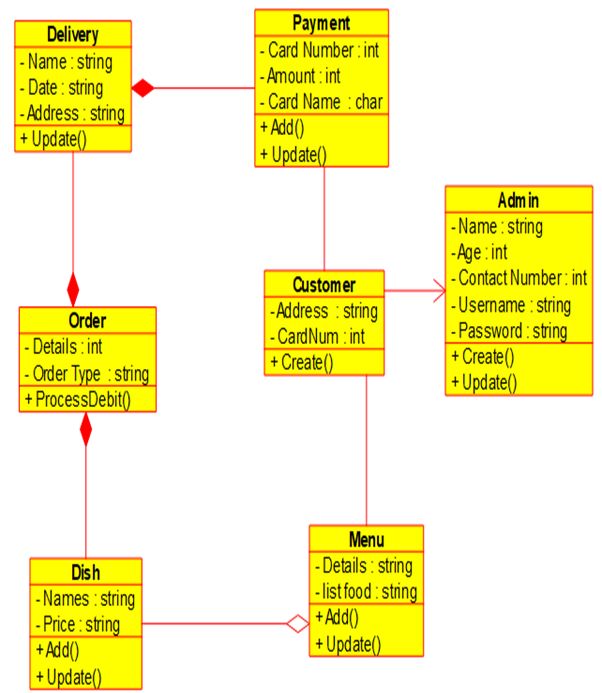 Delivery
- Name : string
- Date : string
- Address : string
+ Update()
Payment
- Card Number : int
- Amount : int
- Card Name : char
+ Add()
+ Update()
Admin
- Name : string
- Age : int
- Contact Number : int
- Username : string
- Password : string
+ Create()
+ Update()
Customer
- Address : string
- CardNum : int
+ Create()
Order
- Details : int
- Order Type : string
+ ProcessDebit()
Menu
- Details : string
- list food : string
+ Add()
+ Update()
Dish
- Names : string
- Price : string
+ Add()
+ Update()